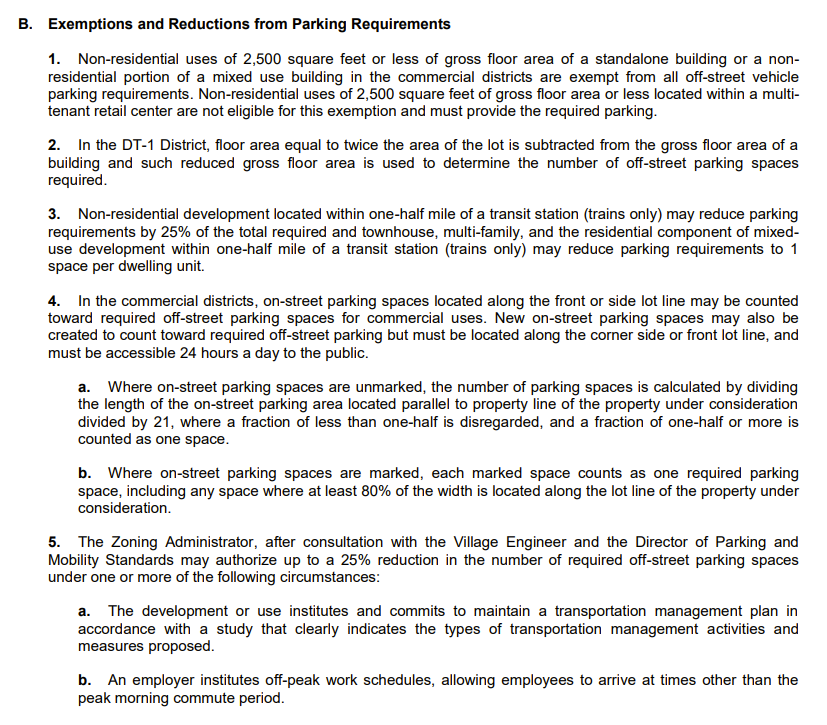 B. Exemptions and Reductions from Parking Requirements
1. Non-residential uses of 2,500 square feet or less of gross floor area of a standalone building or a non-
residential portion of a mixed use building in the commercial districts are exempt from all off-street vehicle
parking requirements. Non-residential uses of 2,500 square feet of gross floor area or less located within a multi-
tenant retail center are not eligible for this exemption and must provide the required parking.
2. In the DT-1 District, floor area equal to twice the area of the lot is subtracted from the gross floor area of a
building and such reduced gross floor area is used to determine the number of off-street parking spaces
required.
3. Non-residential development located within one-half mile of a transit station (trains only) may reduce parking
requirements by 25% of the total required and townhouse, multi-family, and the residential component of mixed-
use development within one-half mile of a transit station (trains only) may reduce parking requirements to 1
space per dwelling unit.
4. In the commercial districts, on-street parking spaces located along the front or side lot line may be counted
toward required off-street parking spaces for commercial uses. New on-street parking spaces may also be
created to count toward required off-street parking but must be located along the corner side or front lot line, and
must be accessible 24 hours a day to the public.
a. Where on-street parking spaces are unmarked, the number of parking spaces is calculated by dividing
the length of the on-street parking area located parallel to property line of the property under consideration
divided by 21, where a fraction of less than one-half is disregarded, and a fraction of one-half or more is
counted as one space.
b. Where on-street parking spaces are marked, each marked space counts as one required parking
space, including any space where at least 80% of the width is located along the lot line of the property under
consideration.
5. The Zoning Administrator, after consultation with the Village Engineer and the Director of Parking and
Mobility Standards may authorize up to a 25% reduction in the number of required off-street parking spaces
under one or more of the following circumstances:
a. The development or use institutes and commits to maintain a transportation management plan in
accordance with a study that clearly indicates the types of transportation management activities and
measures proposed.
b. An employer institutes off-peak work schedules, allowing employees to arrive at times other than the
peak morning commute period.